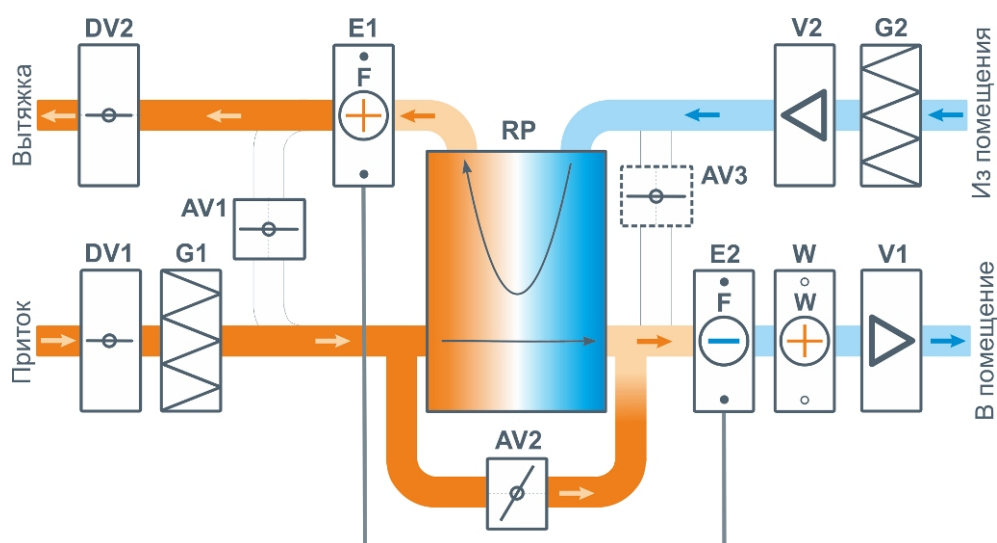 DV2
E1
V2
G2
F
Вытяжка
RP
Из помещения
AV1
AV3
DV1
G1
E2
W
V1
F
W
Приток
В помещение
AV2